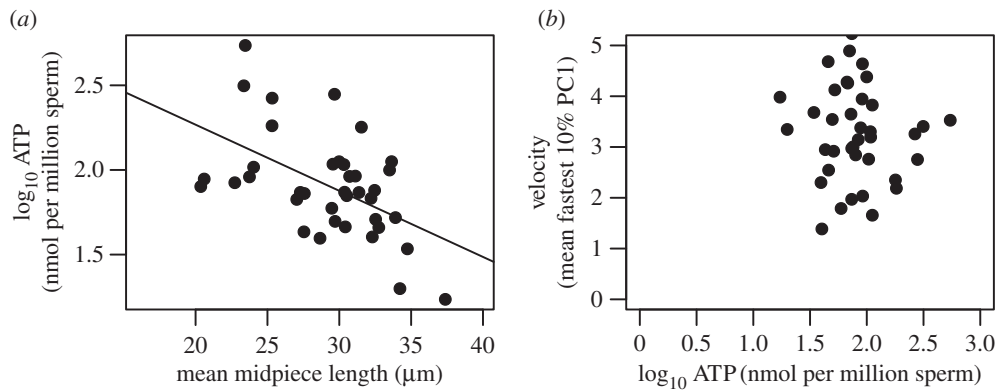 (a)
log10 ATP
(nmol per million sperm)
2.5
2.0
1.5
20 25 30 35 40
mean midpiece length (μm)
(b)
velocity
(mean fastest 10% PC1)
5
4
3
2
1
0
0 0.5 1.0 1.5 2.0 2.5 3.0
log10 ATP (nmol per million sperm)